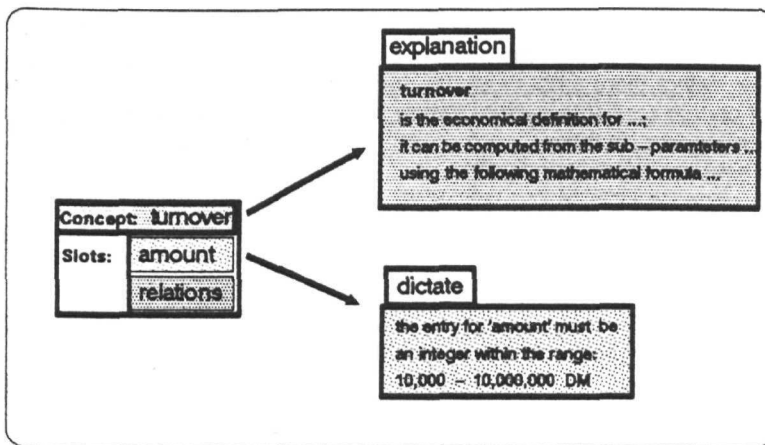 explanation
turnover
is the economical definition for ...;
it can be computed from the sub – paramteters ...
using the following mathematical formula ...
Concept: turnover
Slots: amount
relations
dictate
the entry for 'amount' must be
an integer within the range:
10,000 – 10,000,000 DM